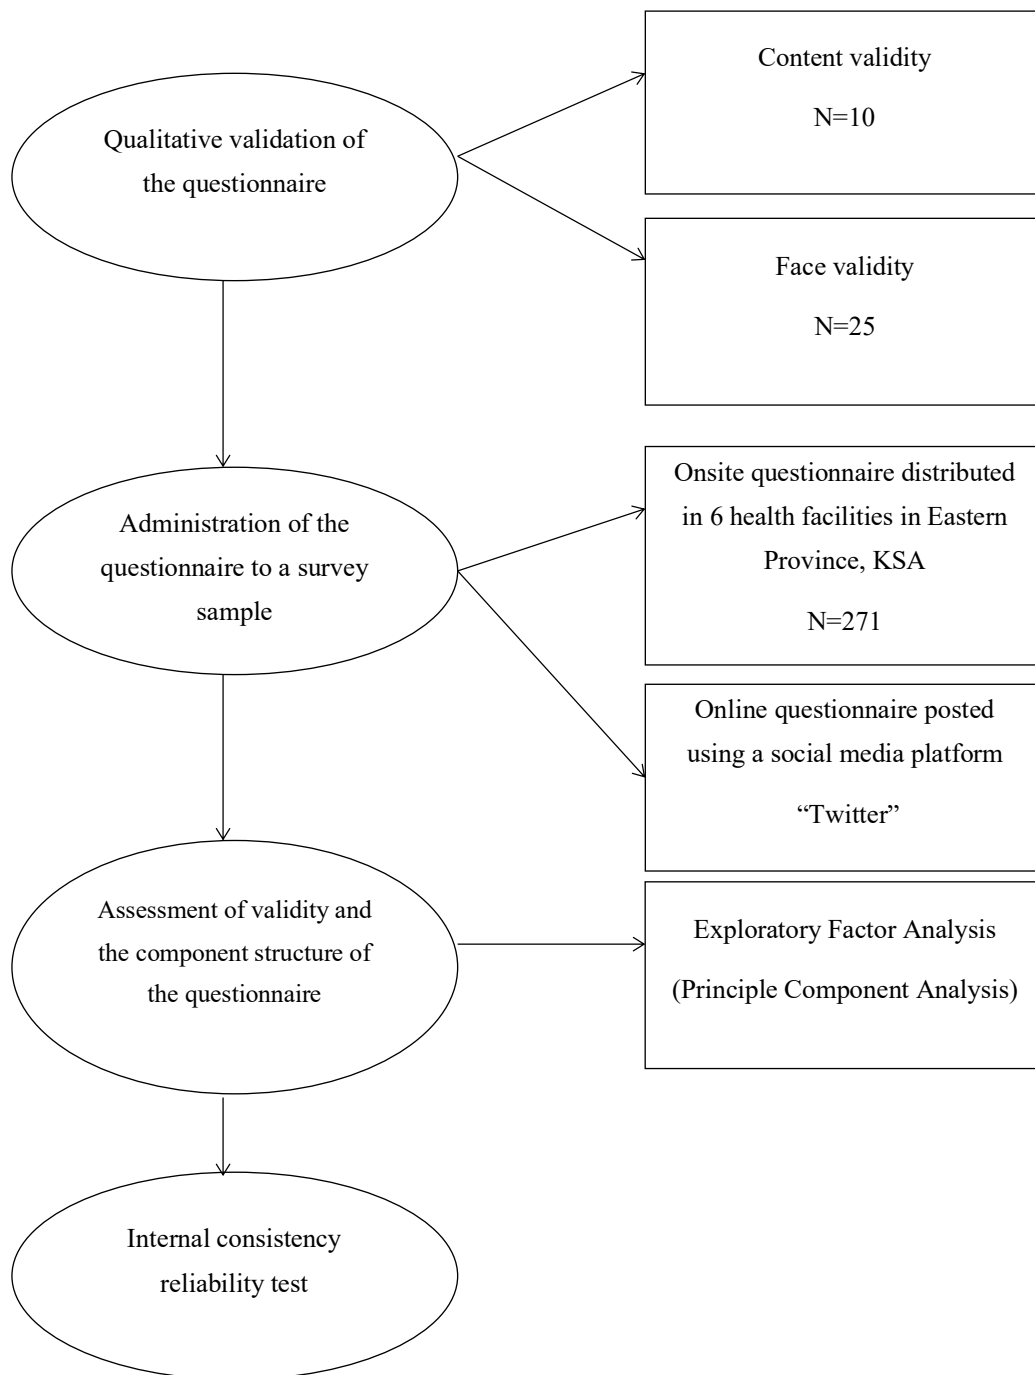 Qualitative validation of
the questionnaire
Content validity
N=10
Face validity
N=25
Administration of the
questionnaire to a survey
sample
Onsite questionnaire distributed
in 6 health facilities in Eastern
Province, KSA
N=271
Online questionnaire posted
using a social media platform
“Twitter”
Assessment of validity and
the component structure of
the questionnaire
Exploratory Factor Analysis
(Principle Component Analysis)
Internal consistency
reliability test